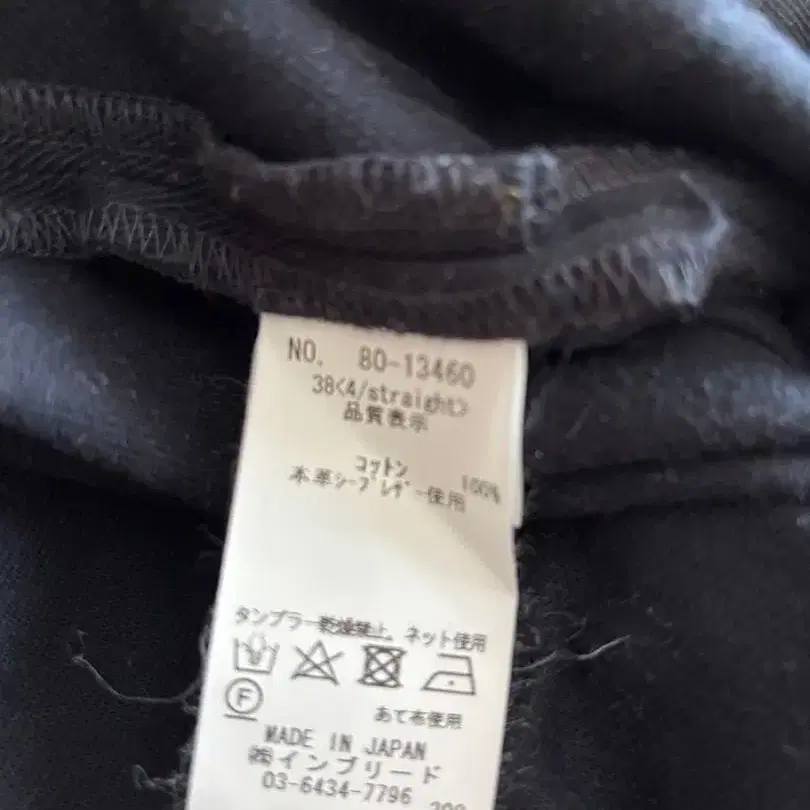 NO. 80-13460
38<4/straight>
品質表示
コットン 100%
本革シープレザー使用
タンブラー乾燥禁止、ネット使用
F
あて布使用
MADE IN JAPAN
㈱インブリード
03-6434-7796